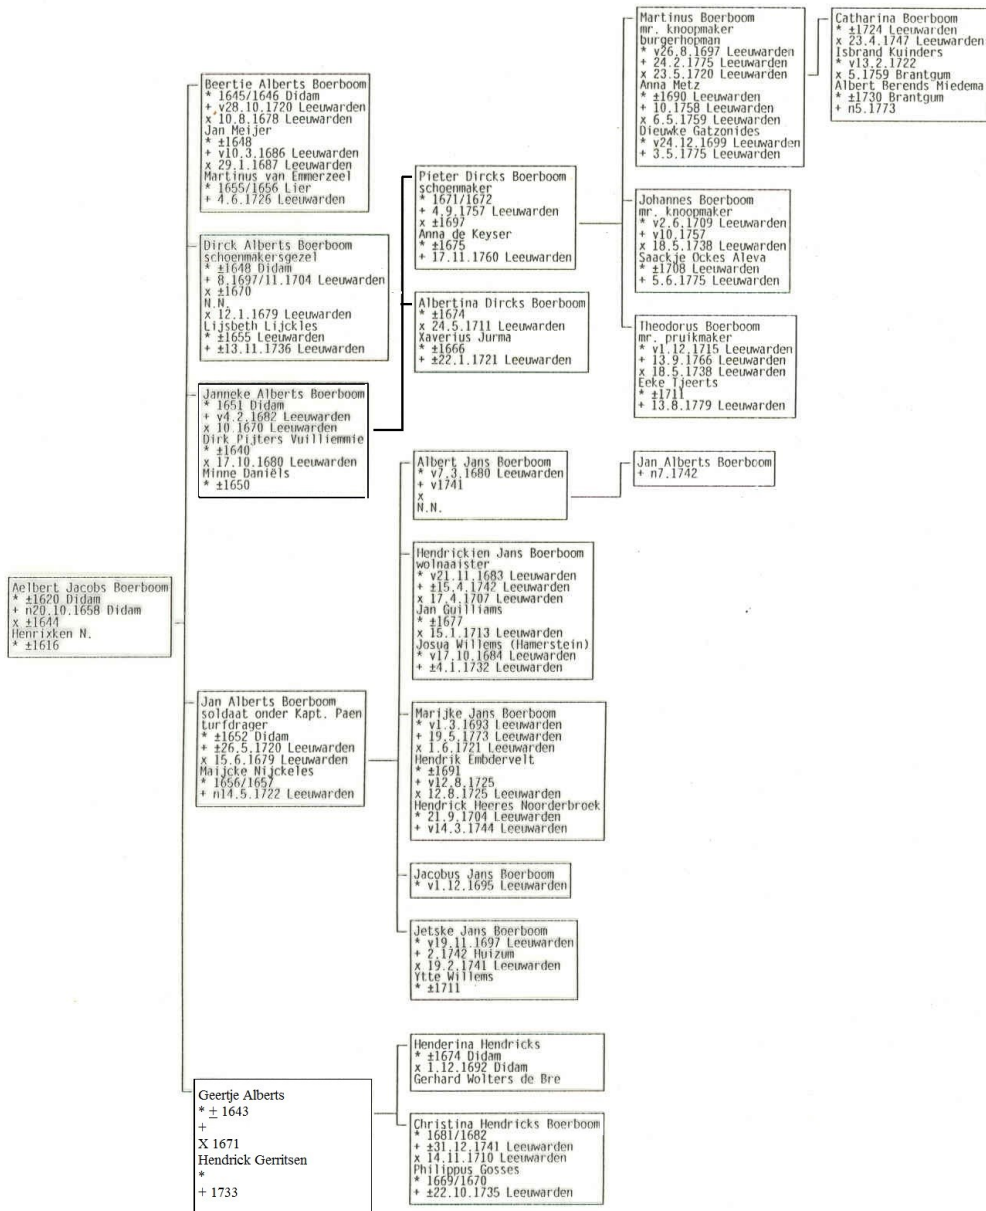 Aelbert Jacobs Boerboom
* ±1620 Didam
+ n20.10.1658 Didam
x ±1644
Henrixken N.
* ±1616
Beertie Alberts Boerboom
* 1645/1646 Didam
+ v28.10.1720 Leeuwarden
x 10.8.1678 Leeuwarden
Jan Meijer
* ±1648
+ v10.3.1686 Leeuwarden
x 29.1.1687 Leeuwarden
Martinus van Emmerzeel
* 1655/1656 Lier
+ 4.6.1726 Leeuwarden
Dirck Alberts Boerboom
schoenmakersgezel
* ±1648 Didam
+ 8.1697/11.1704 Leeuwarden
x ±1670
N.N.
x 12.1.1679 Leeuwarden
Lijsbeth Lijckles
* ±1655 Leeuwarden
+ ±13.11.1736 Leeuwarden
Janneke Alberts Boerboom
* 1651 Didam
+ v4.2.1682 Leeuwarden
x 10.1670 Leeuwarden
Dirk Pijters Vuilliemmie
* ±1640
x 17.10.1680 Leeuwarden
Minne Daniëls
* ±1650
Jan Alberts Boerboom
soldaat onder Kapt. Paen
turfdrager
* ±1652 Didam
+ ±26.5.1720 Leeuwarden
x 15.6.1679 Leeuwarden
Maijcke Nijckeles
* 1656/1657
+ n14.5.1722 Leeuwarden
Geertje Alberts
* ± 1643
+
X 1671
Hendrick Gerritsen
*
+ 1733
Pieter Dircks Boerboom
schoenmaker
* 1671/1672
+ 4.9.1757 Leeuwarden
x ±1697
Anna de Keyser
* ±1675
+ 17.11.1760 Leeuwarden
Albertina Dircks Boerboom
* ±1674
x 24.5.1711 Leeuwarden
Xaverius Jurma
* ±1666
+ ±22.1.1721 Leeuwarden
Albert Jans Boerboom
* v7.3.1680 Leeuwarden
+ v1741
x
N.N.
Hendrickien Jans Boerboom
wolnaaister
* v21.11.1683 Leeuwarden
+ ±15.4.1742 Leeuwarden
x 17.4.1707 Leeuwarden
Jan Guilliams
* ±1677
x 15.1.1713 Leeuwarden
Josua Willems (Hamerstein)
* v17.10.1684 Leeuwarden
+ ±4.1.1732 Leeuwarden
Marijke Jans Boerboom
* v1.3.1693 Leeuwarden
+ 19.5.1773 Leeuwarden
x 1.6.1721 Leeuwarden
Hendrik Embdervelt
* ±1691
+ v12.8.1725
x 12.8.1725 Leeuwarden
Hendrick Heeres Noorderbroek
* 21.9.1704 Leeuwarden
+ v14.3.1744 Leeuwarden
Jacobus Jans Boerboom
* v1.12.1695 Leeuwarden
Jetske Jans Boerboom
* v19.11.1697 Leeuwarden
+ 2.1742 Huizum
x 19.2.1741 Leeuwarden
Ytte Willems
* ±1711
Henderina Hendricks
* ±1674 Didam
x 1.12.1692 Didam
Gerhard Wolters de Bre
Christina Hendricks Boerboom
* 1681/1682
+ ±31.12.1741 Leeuwarden
x 14.11.1710 Leeuwarden
Philippus Gosses
* 1669/1670
+ ±22.10.1735 Leeuwarden
Martinus Boerboom
mr. knoopmaker
burgerhopman
* v26.8.1697 Leeuwarden
+ 24.2.1775 Leeuwarden
x 23.5.1720 Leeuwarden
Anna Metz
* ±1690 Leeuwarden
+ 10.1758 Leeuwarden
x 6.5.1759 Leeuwarden
Dieuwke Gatzonides
* v24.12.1699 Leeuwarden
+ 3.5.1775 Leeuwarden
Johannes Boerboom
mr. knoopmaker
* v2.6.1709 Leeuwarden
+ v10.1757
x 18.5.1738 Leeuwarden
Saackje Ockes Aleva
* ±1708 Leeuwarden
+ 5.6.1775 Leeuwarden
Theodorus Boerboom
mr. pruikmaker
* v1.12.1715 Leeuwarden
+ 13.9.1766 Leeuwarden
x 18.5.1738 Leeuwarden
Eeke Tjeerts
* ±1711
+ 13.8.1779 Leeuwarden
Jan Alberts Boerboom
+ n7.1742
Catharina Boerboom
* ±1724 Leeuwarden
x 23.4.1747 Leeuwarden
Isbrand Kuinders
* v13.2.1722
x 5.1759 Brantgum
Albert Berends Miedema
* ±1730 Brantgum
+ n5.1773